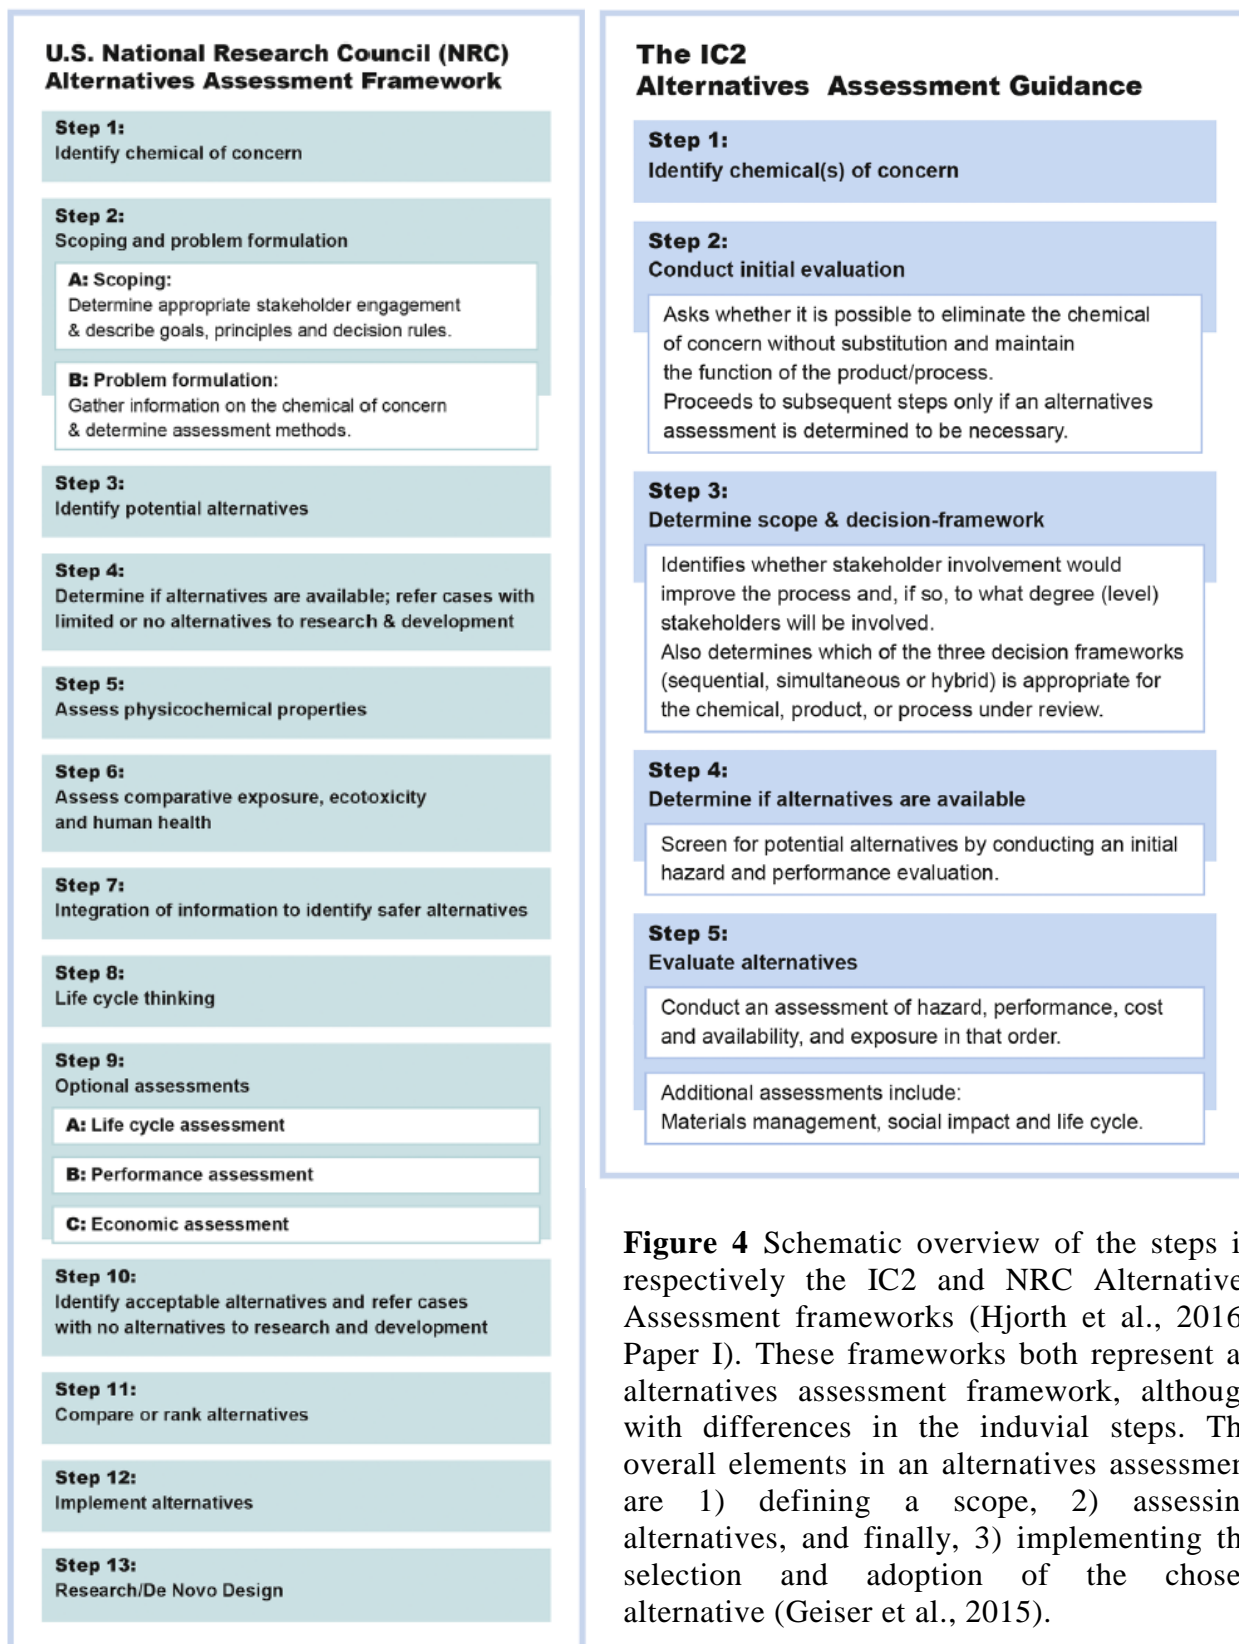 U.S. National Research Council (NRC)
Alternatives Assessment Framework
Step 1:
Identify chemical of concern
Step 2:
Scoping and problem formulation
A: Scoping:
Determine appropriate stakeholder engagement
& describe goals, principles and decision rules.
B: Problem formulation:
Gather information on the chemical of concern
& determine assessment methods.
Step 3:
Identify potential alternatives
Step 4:
Determine if alternatives are available; refer cases with
limited or no alternatives to research & development
Step 5:
Assess physicochemical properties
Step 6:
Assess comparative exposure, ecotoxicity
and human health
Step 7:
Integration of information to identify safer alternatives
Step 8:
Life cycle thinking
Step 9:
Optional assessments
A: Life cycle assessment
B: Performance assessment
C: Economic assessment
Step 10:
Identify acceptable alternatives and refer cases
with no alternatives to research and development
Step 11:
Compare or rank alternatives
Step 12:
Implement alternatives
Step 13:
Research/De Novo Design
The IC2
Alternatives Assessment Guidance
Step 1:
Identify chemical(s) of concern
Step 2:
Conduct initial evaluation
Asks whether it is possible to eliminate the chemical
of concern without substitution and maintain
the function of the product/process.
Proceeds to subsequent steps only if an alternatives
assessment is determined to be necessary.
Step 3:
Determine scope & decision-framework
Identifies whether stakeholder involvement would
improve the process and, if so, to what degree (level)
stakeholders will be involved.
Also determines which of the three decision frameworks
(sequential, simultaneous or hybrid) is appropriate for
the chemical, product, or process under review.
Step 4:
Determine if alternatives are available
Screen for potential alternatives by conducting an initial
hazard and performance evaluation.
Step 5:
Evaluate alternatives
Conduct an assessment of hazard, performance, cost
and availability, and exposure in that order.
Additional assessments include:
Materials management, social impact and life cycle.
Figure 4 Schematic overview of the steps i
respectively the IC2 and NRC Alternative
Assessment frameworks (Hjorth et al., 2016
Paper I). These frameworks both represent a
alternatives assessment framework, althoug
with differences in the induvial steps. Th
overall elements in an alternatives assessmen
are 1) defining a scope, 2) assessin
alternatives, and finally, 3) implementing th
selection and adoption of the chose
alternative (Geiser et al., 2015).